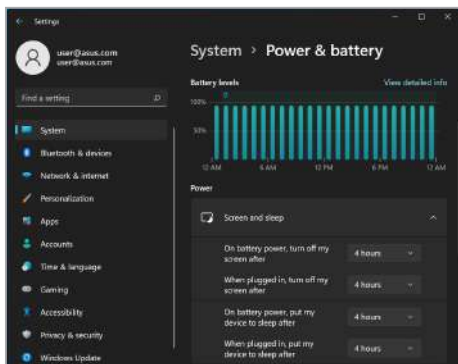 Settings
user@asus.com
user@asus.com
Find a setting
System
Bluetooth & devices
Network & internet
Personalization
Apps
Accounts
Time & language
Gaming
Accessibility
Privacy & security
Windows Update
System > Power & battery
Battery levels
View detailed info
100%
50%
12 AM 6 AM 12 PM 6 PM 12 AM
Power
Screen and sleep
On battery power, turn off my
screen after
4 hours
When plugged in, turn off my
screen after
4 hours
On battery power, put my
device to sleep after
4 hours
When plugged in, put my
device to sleep after
4 hours